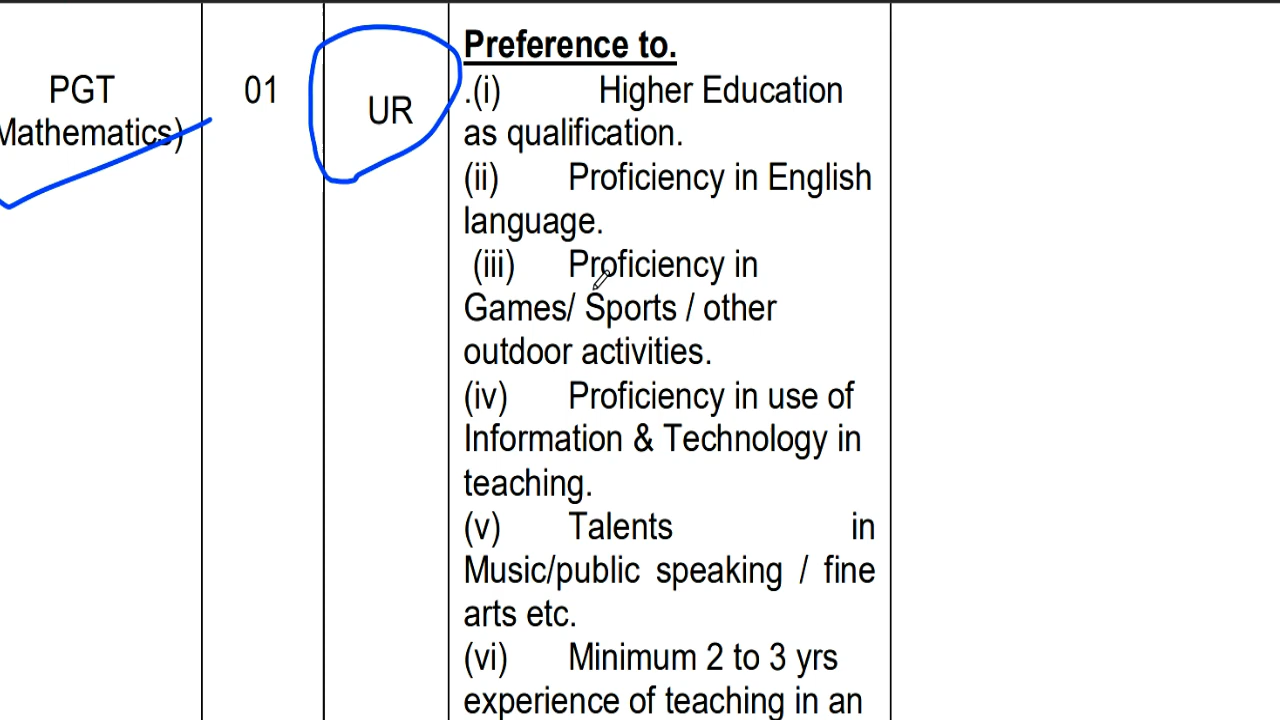 PGT
Mathematics)
01
UR
Preference to.
.(i) Higher Education
as qualification.
(ii) Proficiency in English
language.
(iii) Proficiency in
Games/ Sports / other
outdoor activities.
(iv) Proficiency in use of
Information & Technology in
teaching.
(v) Talents in
Music/public speaking / fine
arts etc.
(vi) Minimum 2 to 3 yrs
experience of teaching in an